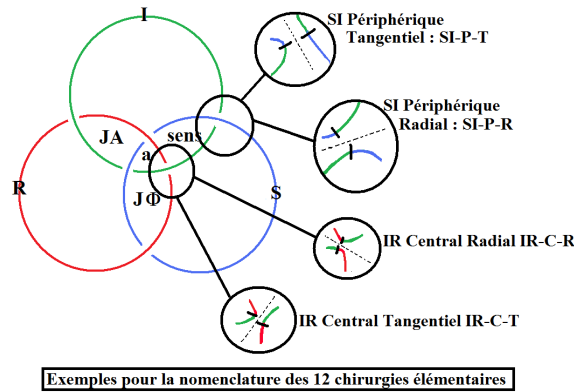 I
SI Périphérique
Tangentiel : SI-P-T
JA
sens
a
SI Périphérique
Radial : SI-P-R
R
JΦ
S
IR Central Radial IR-C-R
IR Central Tangentiel IR-C-T
Exemples pour la nomenclature des 12 chirurgies élémentaires